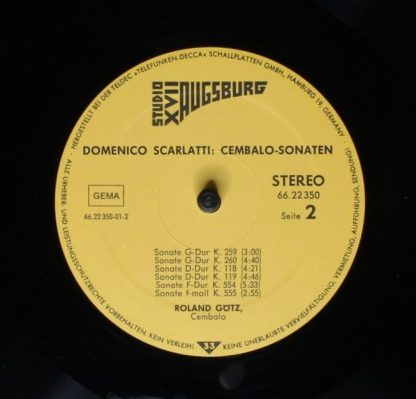 HERGESTELLT BEI DER TELDEC »TELEFUNKEN-DECCA« SCHALLPLATTEN GMBH., HAMBURG 19, GERMANY ·
STUDIO
XVII
AUGSBURG
DOMENICO SCARLATTI: CEMBALO-SONATEN
GEMA
66.22 350-01-2
STEREO
66.22 350
Seite 2
Sonate G-Dur K. 259 (3:00)
Sonate G-Dur K. 260 (4:40)
Sonate D-Dur K. 118 (4:21)
Sonate D-Dur K. 119 (4:46)
Sonate F-Dur K. 554 (5:33)
Sonate f-moll K. 555 (2:55)
ROLAND GÖTZ,
Cembalo
· ALLE URHEBER- UND LEISTUNGSSCHUTZRECHTE VORBEHALTEN. KEIN VERLEIH!
33
KEINE UNERLAUBTE VERVIELFÄLTIGUNG, VERMIETUNG, AUFFÜHRUNG, SENDUNG!